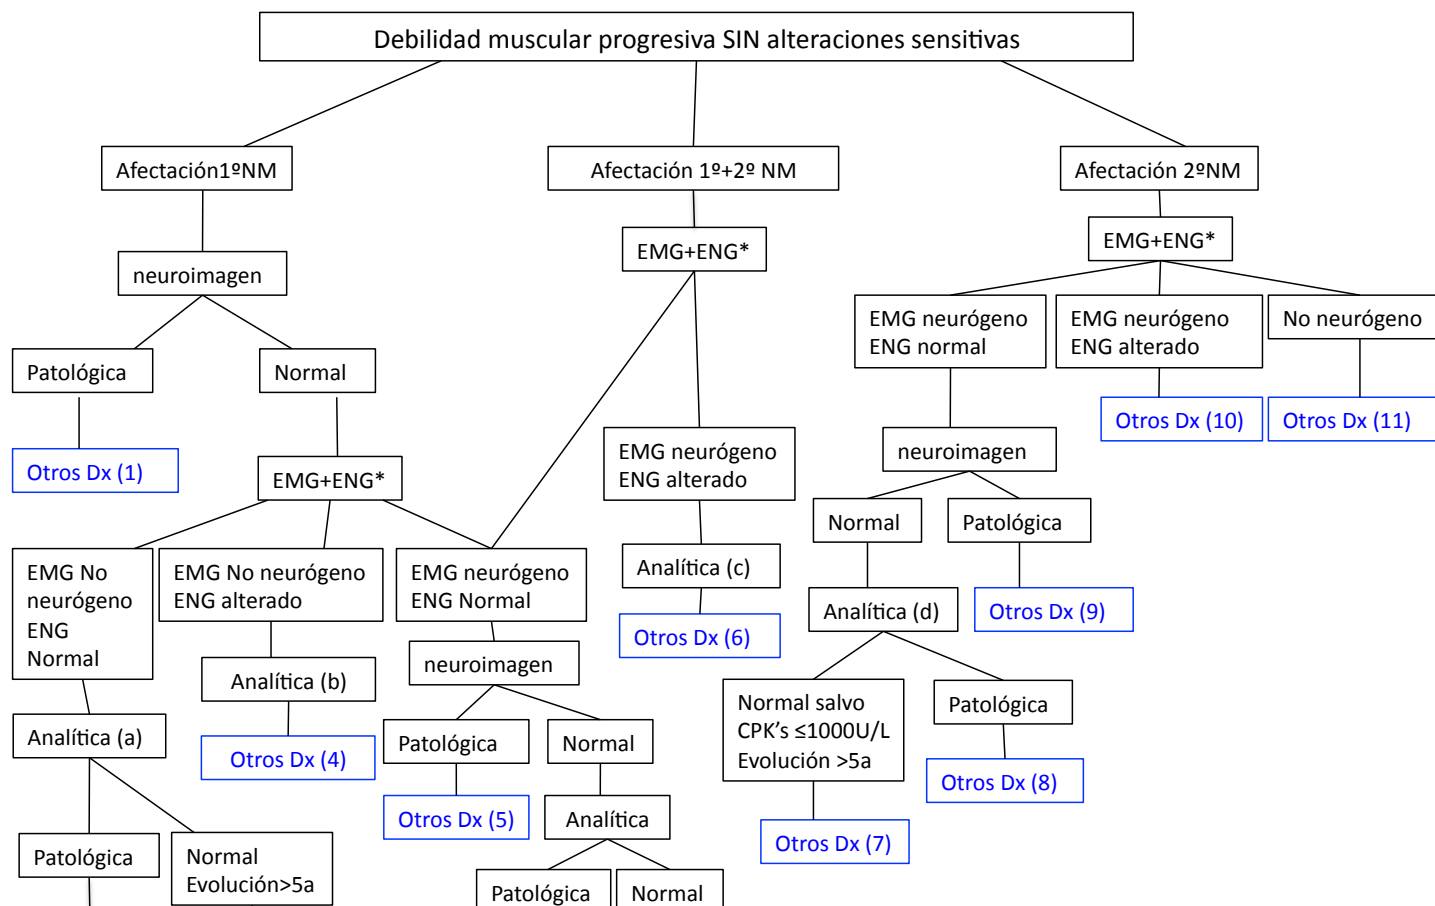 Debilidad muscular progresiva SIN alteraciones sensitivas
Afectación1ºNM
Afectación 1º+2º NM
Afectación 2ºNM
neuroimagen
EMG+ENG*
EMG+ENG*
Patológica
Normal
EMG neurógeno
ENG normal
EMG neurógeno
ENG alterado
No neurógeno
Otros Dx (1)
EMG+ENG*
EMG neurógeno
ENG alterado
neuroimagen
Otros Dx (10)
Otros Dx (11)
EMG No
neurógeno
ENG
Normal
EMG No neurógeno
ENG alterado
EMG neurógeno
ENG Normal
Analítica (c)
Normal
Patológica
Otros Dx (6)
Analítica (d)
Otros Dx (9)
Analítica (a)
Analítica (b)
neuroimagen
Normal salvo
CPK’s ≤1000U/L
Evolución >5a
Patológica
Otros Dx (4)
Patológica
Normal
Otros Dx (8)
Otros Dx (5)
Analítica
Otros Dx (7)
Patológica
Normal
Evolución>5a
Patológica
Normal